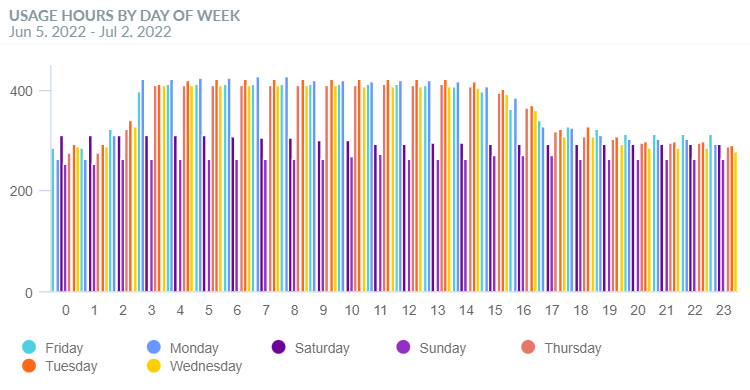 USAGE HOURS BY DAY OF WEEK
Jun 5, 2022 - Jul 2, 2022
400
200
0
0 1 2 3 4 5 6 7 8 9 10 11 12 13 14 15 16 17 18 19 20 21 22 23
Friday Monday Saturday Sunday Thursday
Tuesday Wednesday